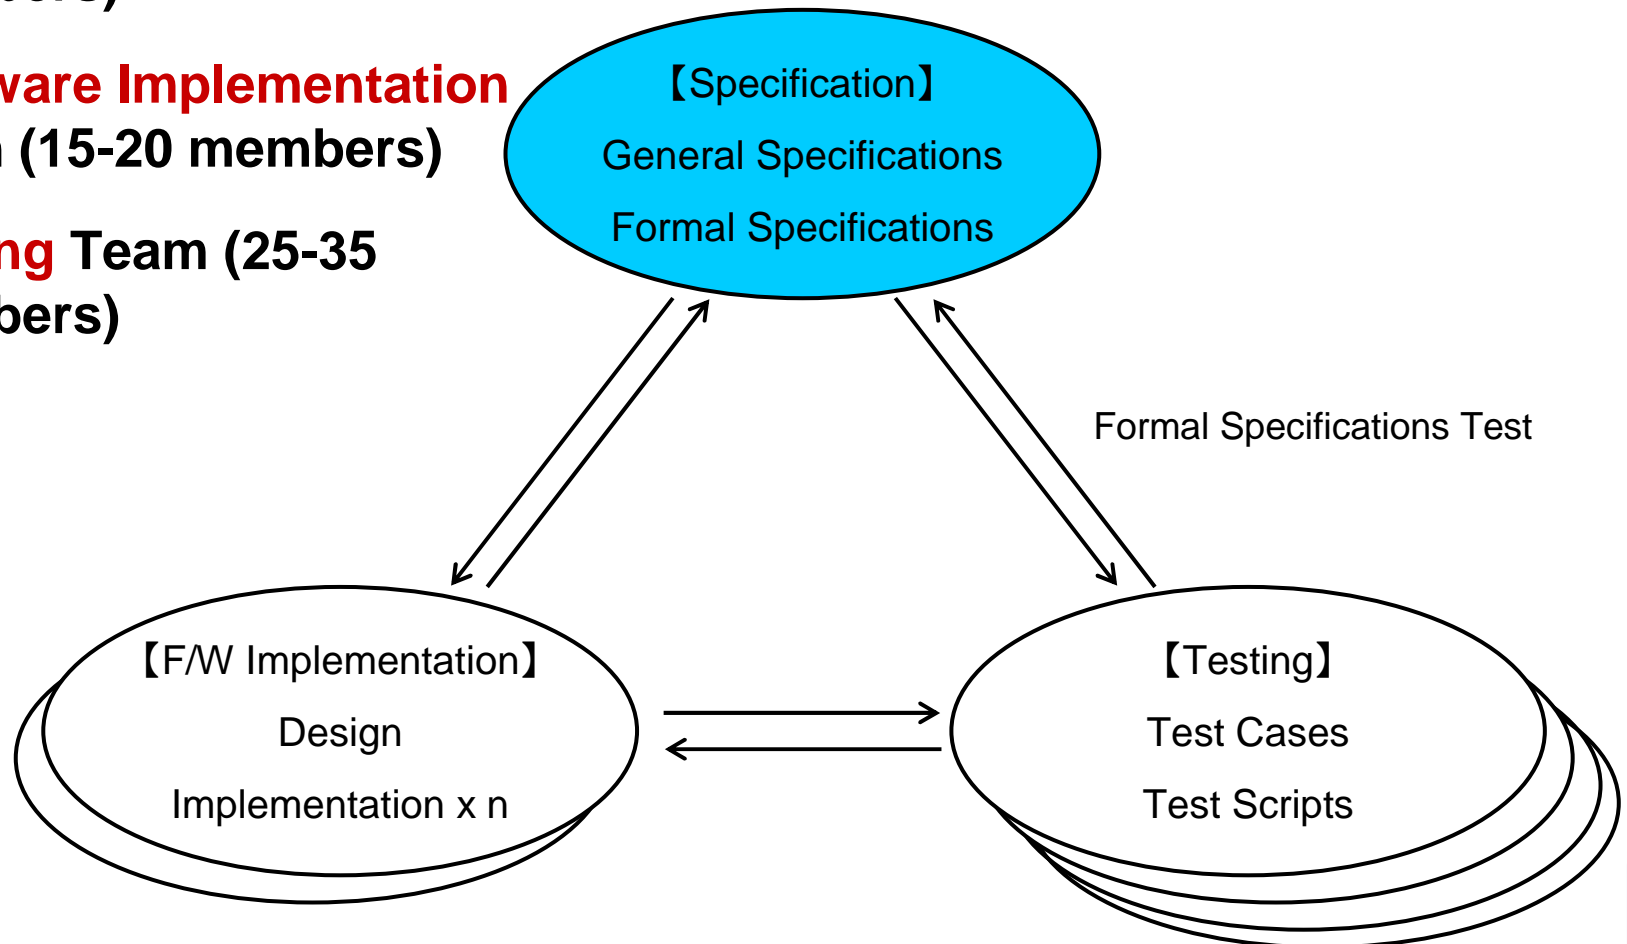 ware Implementation
(15-20 members)
ng Team (25-35
bers)
【Specification】
General Specifications
Formal Specifications
Formal Specifications Test
【F/W Implementation】
Design
Implementation x n
【Testing】
Test Cases
Test Scripts